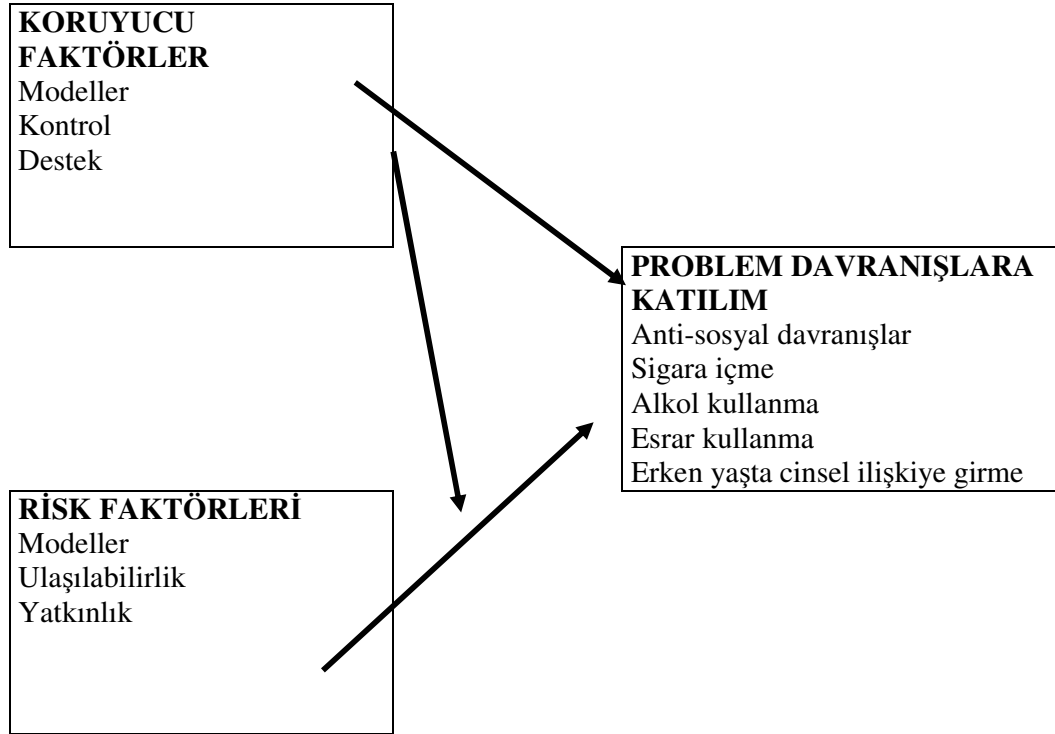 KORUYUCU
FAKTÖRLER
Modeller
Kontrol
Destek
PROBLEM DAVRANIŞLARA
KATILIM
Anti-sosyal davranışlar
Sigara içme
Alkol kullanma
Esrar kullanma
Erken yaşta cinsel ilişkiye girme
RİSK FAKTÖRLERİ
Modeller
Ulaşılabilirlik
Yatkınlık